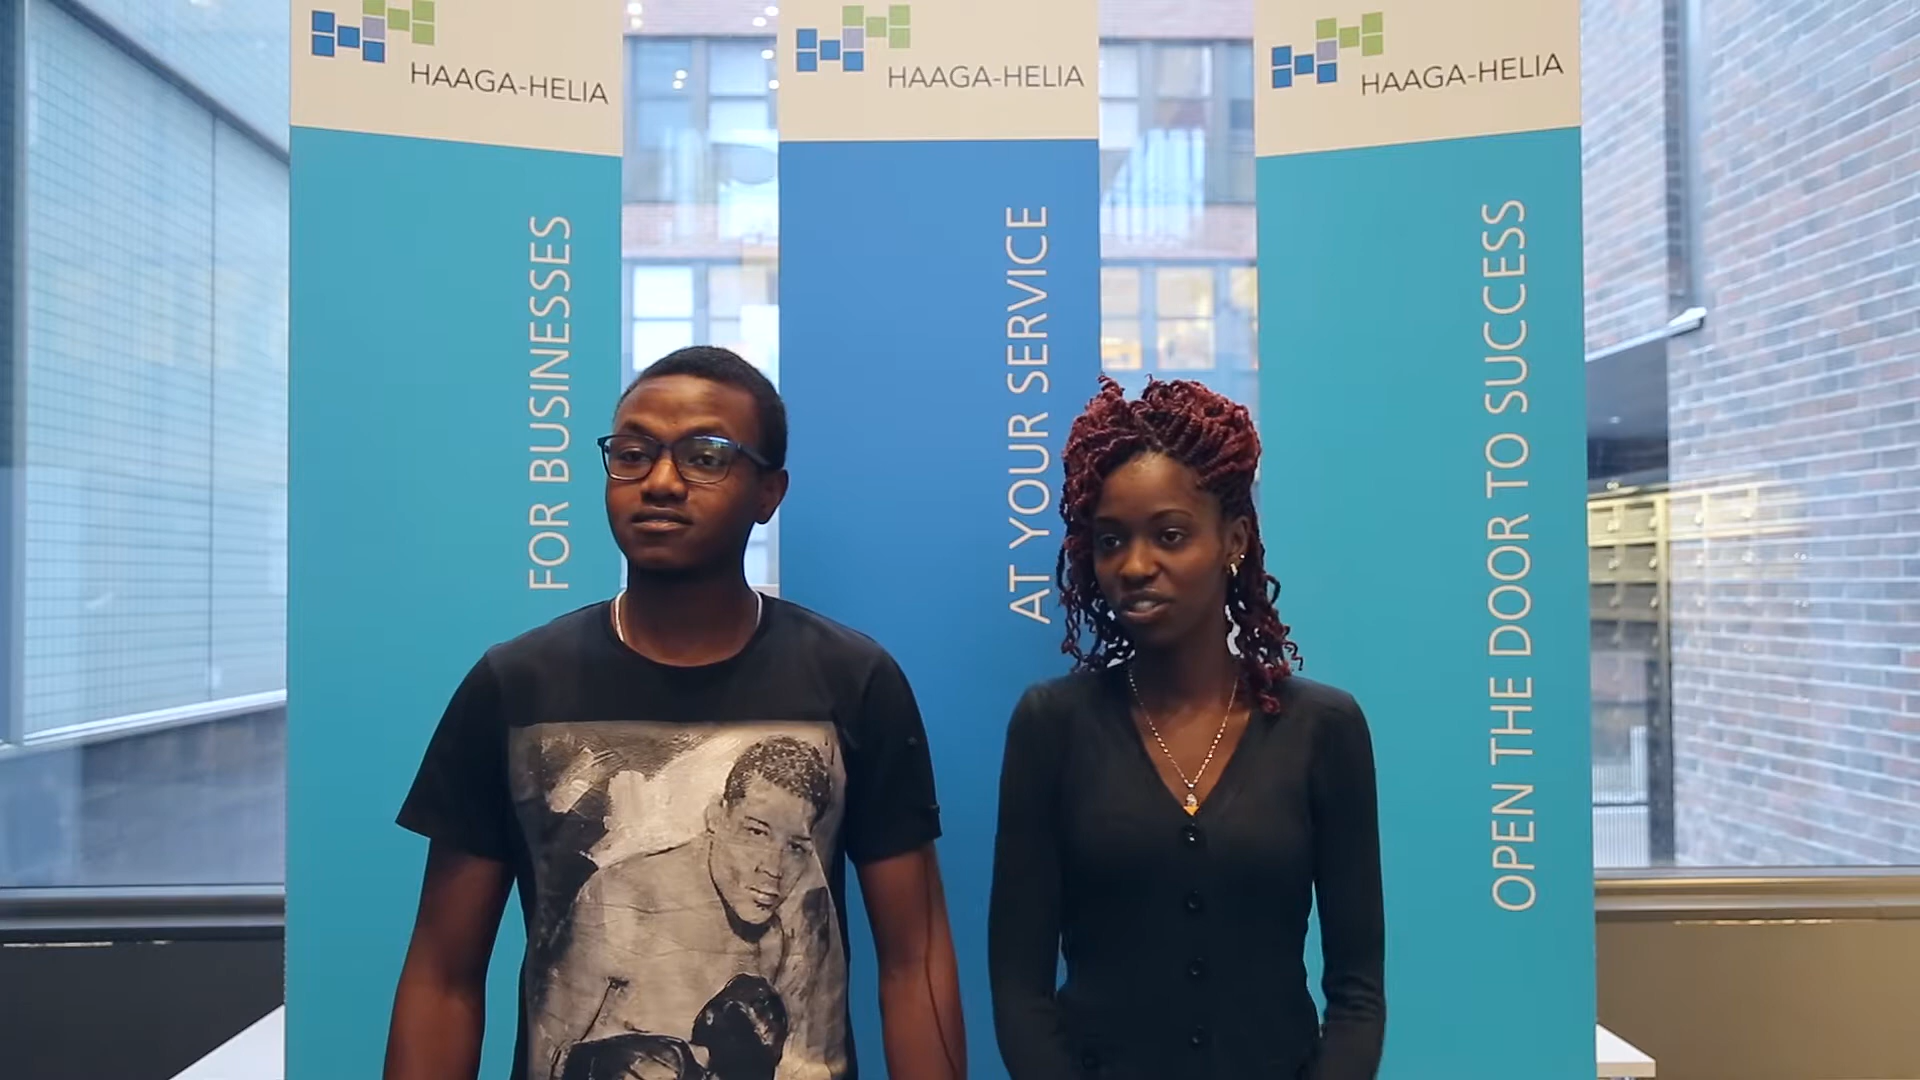 HAAGA-HELIA
FOR BUSINESSES
HAAGA-HELIA
AT YOUR SERVICE
HAAGA-HELIA
OPEN THE DOOR TO SUCCESS